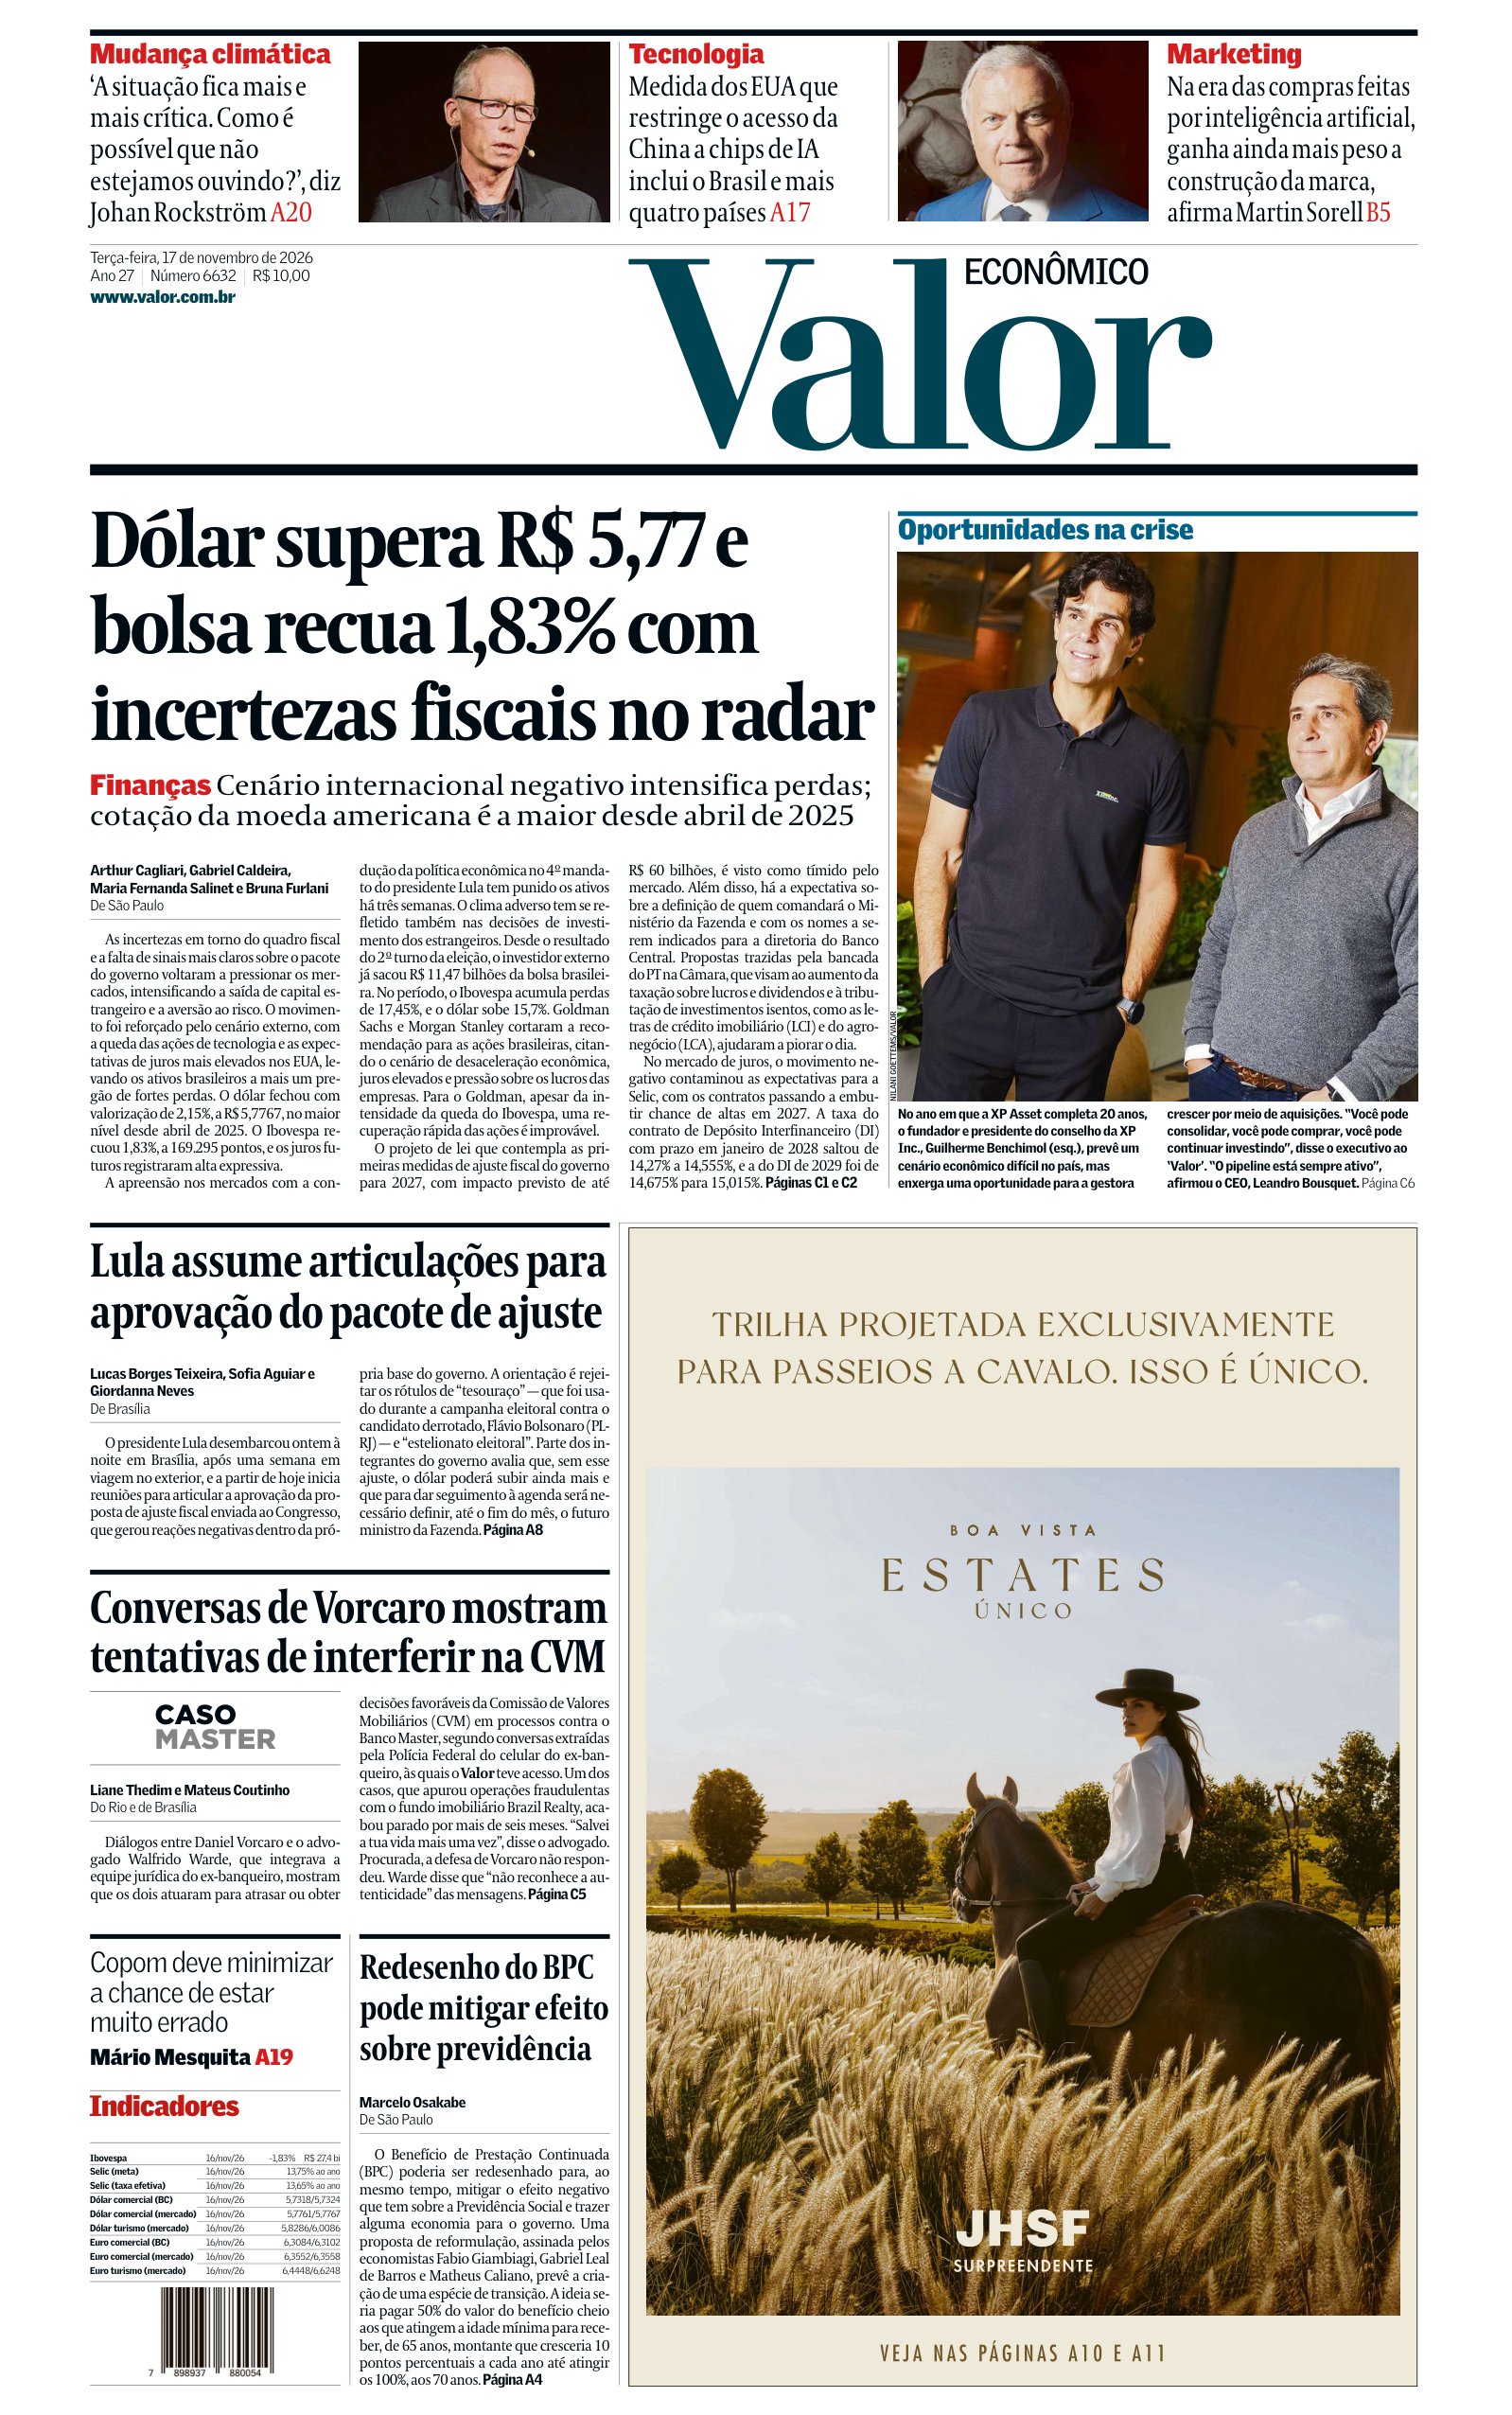 Mudança climática
‘A situação fica mais e
mais crítica. Como é
possível que não
estejamos ouvindo?’, diz
Johan Rockström A20
Tecnologia
Medida dos EUA que
restringe o acesso da
China a chips de IA
inclui o Brasil e mais
quatro países A17
Marketing
Na era das compras feitas
por inteligência artificial,
ganha ainda mais peso a
construção da marca,
afirma Martin Sorell B5
Terça-feira, 17 de novembro de 2026
Ano 27 | Número 6632 | R$ 10,00
www.valor.com.br
Valor ECONÔMICO
Dólar supera R$ 5,77 e
bolsa recua 1,83% com
incertezas fiscais no radar
Finanças Cenário internacional negativo intensifica perdas;
cotação da moeda americana é a maior desde abril de 2025
Arthur Cagliari, Gabriel Caldeira,
Maria Fernanda Salinet e Bruna Furlani
De São Paulo
As incertezas em torno do quadro fiscal
e a falta de sinais mais claros sobre o pacote
do governo voltaram a pressionar os mer-
cados, intensificando a saída de capital es-
trangeiro e a aversão ao risco. O movimen-
to foi reforçado pelo cenário externo, com
a queda das ações de tecnologia e as expec-
tativas de juros mais elevados nos EUA, le-
vando os ativos brasileiros a mais um pre-
gão de fortes perdas. O dólar fechou com
valorização de 2,15%, a R$ 5,7767, no maior
nível desde abril de 2025. O Ibovespa re-
cuou 1,83%, a 169.295 pontos, e os juros fu-
turos registraram alta expressiva.
A apreensão nos mercados com a con-
dução da política econômica no 4º manda-
to do presidente Lula tem punido os ativos
há três semanas. O clima adverso tem se re-
fletido também nas decisões de investi-
mento dos estrangeiros. Desde o resultado
do 2º turno da eleição, o investidor externo
já sacou R$ 11,47 bilhões da bolsa brasilei-
ra. No período, o Ibovespa acumula perdas
de 17,45%, e o dólar sobe 15,7%. Goldman
Sachs e Morgan Stanley cortaram a reco-
mendação para as ações brasileiras, citan-
do o cenário de desaceleração econômica,
juros elevados e pressão sobre os lucros das
empresas. Para o Goldman, apesar da in-
tensidade da queda do Ibovespa, uma re-
cuperação rápida das ações é improvável.
O projeto de lei que contempla as pri-
meiras medidas de ajuste fiscal do governo
para 2027, com impacto previsto de até
R$ 60 bilhões, é visto como tímido pelo
mercado. Além disso, há a expectativa so-
bre a definição de quem comandará o Mi-
nistério da Fazenda e com os nomes a se-
rem indicados para a diretoria do Banco
Central. Propostas trazidas pela bancada
do PT na Câmara, que visam ao aumento da
taxação sobre lucros e dividendos e à tribu-
tação de investimentos isentos, como as le-
tras de crédito imobiliário (LCI) e do agro-
negócio (LCA), ajudaram a piorar o dia.
No mercado de juros, o movimento ne-
gativo contaminou as expectativas para a
Selic, com os contratos passando a embu-
tir chance de altas em 2027. A taxa do
contrato de Depósito Interfinanceiro (DI)
com prazo em janeiro de 2028 saltou de
14,27% a 14,555%, e a do DI de 2029 foi de
14,675% para 15,015%. Páginas C1 e C2
Oportunidades na crise
XP inc.
NILANI GOETTEMS/VALOR
No ano em que a XP Asset completa 20 anos,
o fundador e presidente do conselho da XP
Inc., Guilherme Benchimol (esq.), prevê um
cenário econômico difícil no país, mas
enxerga uma oportunidade para a gestora
crescer por meio de aquisições. “Você pode
consolidar, você pode comprar, você pode
continuar investindo”, disse o executivo ao
‘Valor’. “O pipeline está sempre ativo”,
afirmou o CEO, Leandro Bousquet. Página C6
Lula assume articulações para
aprovação do pacote de ajuste
Lucas Borges Teixeira, Sofia Aguiar e
Giordanna Neves
De Brasília
O presidente Lula desembarcou ontem à
noite em Brasília, após uma semana em
viagem no exterior, e a partir de hoje inicia
reuniões para articular a aprovação da pro-
posta de ajuste fiscal enviada ao Congresso,
que gerou reações negativas dentro da pró-
pria base do governo. A orientação é rejei-
tar os rótulos de “tesouraço” — que foi usa-
do durante a campanha eleitoral contra o
candidato derrotado, Flávio Bolsonaro (PL-
RJ) — e “estelionato eleitoral”. Parte dos in-
tegrantes do governo avalia que, sem esse
ajuste, o dólar poderá subir ainda mais e
que para dar seguimento à agenda será ne-
cessário definir, até o fim do mês, o futuro
ministro da Fazenda. Página A8
Conversas de Vorcaro mostram
tentativas de interferir na CVM
CASO
MASTER
Liane Thedim e Mateus Coutinho
Do Rio e de Brasília
Diálogos entre Daniel Vorcaro e o advo-
gado Walfrido Warde, que integrava a
equipe jurídica do ex-banqueiro, mostram
que os dois atuaram para atrasar ou obter
decisões favoráveis da Comissão de Valores
Mobiliários (CVM) em processos contra o
Banco Master, segundo conversas extraídas
pela Polícia Federal do celular do ex-ban-
queiro, às quais o Valor teve acesso. Um dos
casos, que apurou operações fraudulentas
com o fundo imobiliário Brazil Realty, aca-
bou parado por mais de seis meses. “Salvei
a tua vida mais uma vez”, disse o advogado.
Procurada, a defesa de Vorcaro não respon-
deu. Warde disse que “não reconhece a au-
tenticidade” das mensagens. Página C5
Copom deve minimizar
a chance de estar
muito errado
Mário Mesquita A19
Indicadores
Ibovespa 16/nov/26 -1,83% R$ 27,4 bi
Selic (meta) 16/nov/26 13,75% ao ano
Selic (taxa efetiva) 16/nov/26 13,65% ao ano
Dólar comercial (BC) 16/nov/26 5,7318/5,7324
Dólar comercial (mercado) 16/nov/26 5,7761/5,7767
Dólar turismo (mercado) 16/nov/26 5,8286/6,0086
Euro comercial (BC) 16/nov/26 6,3084/6,3102
Euro comercial (mercado) 16/nov/26 6,3552/6,3558
Euro turismo (mercado) 16/nov/26 6,4448/6,6248
7 898937 880054
Redesenho do BPC
pode mitigar efeito
sobre previdência
Marcelo Osakabe
De São Paulo
O Benefício de Prestação Continuada
(BPC) poderia ser redesenhado para, ao
mesmo tempo, mitigar o efeito negativo
que tem sobre a Previdência Social e trazer
alguma economia para o governo. Uma
proposta de reformulação, assinada pelos
economistas Fabio Giambiagi, Gabriel Leal
de Barros e Matheus Caliano, prevê a cria-
ção de uma espécie de transição. A ideia se-
ria pagar 50% do valor do benefício cheio
aos que atingem a idade mínima para rece-
ber, de 65 anos, montante que cresceria 10
pontos percentuais a cada ano até atingir
os 100%, aos 70 anos. Página A4
TRILHA PROJETADA EXCLUSIVAMENTE
PARA PASSEIOS A CAVALO. ISSO É ÚNICO.
BOA VISTA
ESTATES
ÚNICO
JHSF
SURPREENDENTE
VEJA NAS PÁGINAS A10 E A11